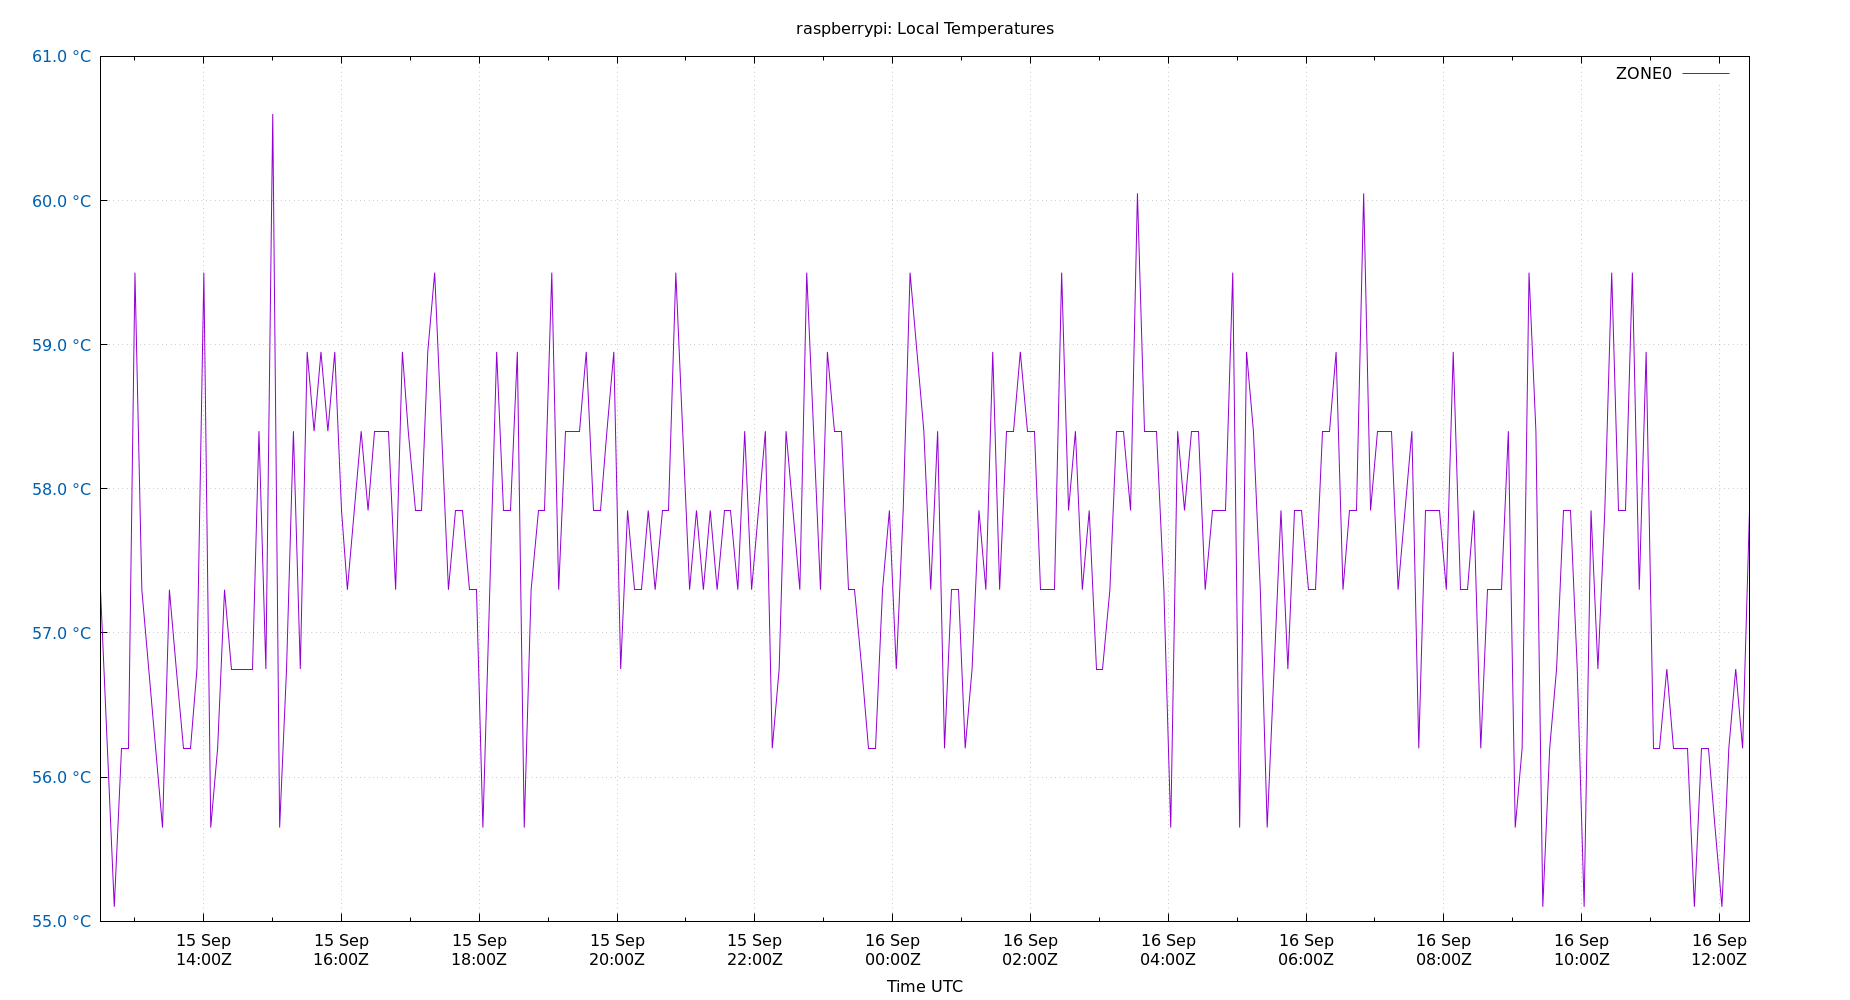 raspberrypi: Local Temperatures
61.0 °C
60.0 °C
59.0 °C
58.0 °C
57.0 °C
56.0 °C
55.0 °C
ZONE0
15 Sep 15 Sep 15 Sep 15 Sep 15 Sep 16 Sep 16 Sep 16 Sep 16 Sep 16 Sep 16 Sep 16 Sep
14:00Z 16:00Z 18:00Z 20:00Z 22:00Z 00:00Z 02:00Z 04:00Z 06:00Z 08:00Z 10:00Z 12:00Z
Time UTC